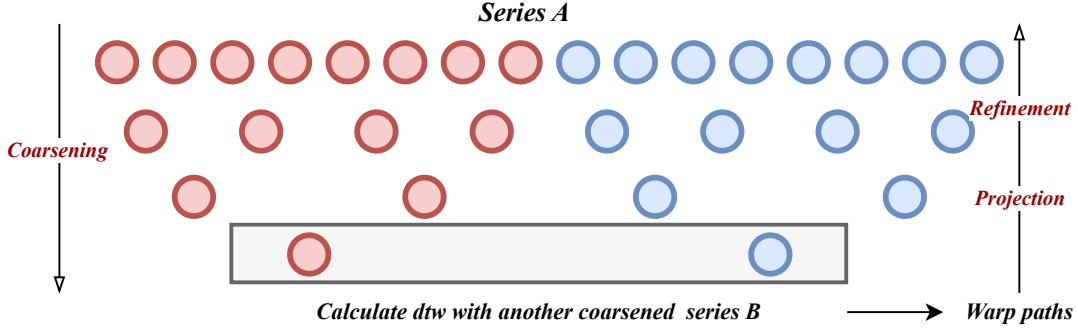 Series A
Refinement
Coarsening
Projection
Calculate dtw with another coarsened series B
Warp paths